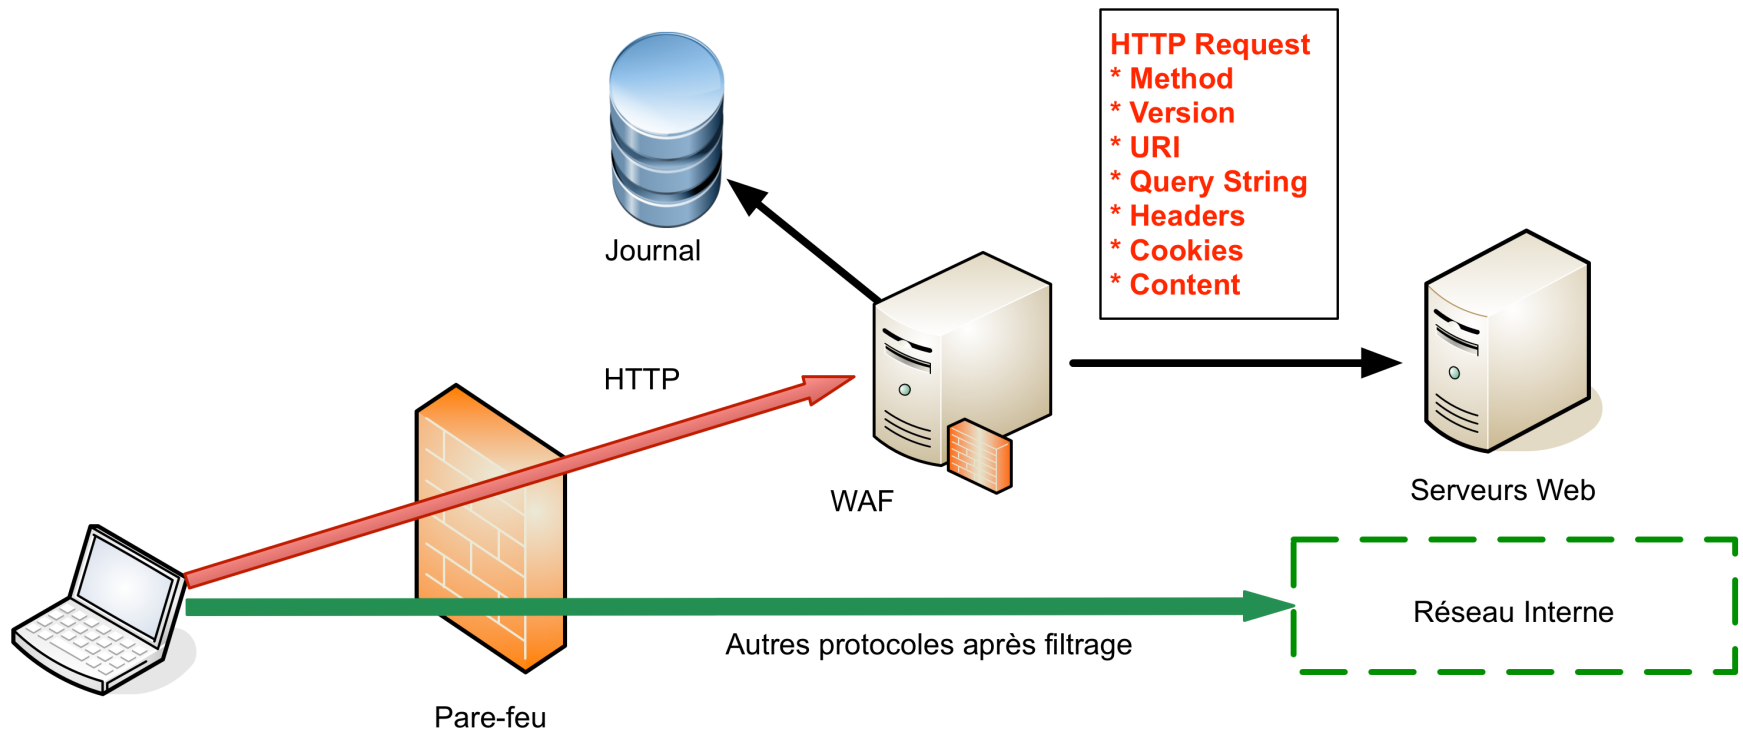 HTTP Request
* Method
* Version
* URI
* Query String
* Headers
* Cookies
* Content
Journal
HTTP
WAF
Serveurs Web
Réseau Interne
Autres protocoles après filtrage
Pare-feu